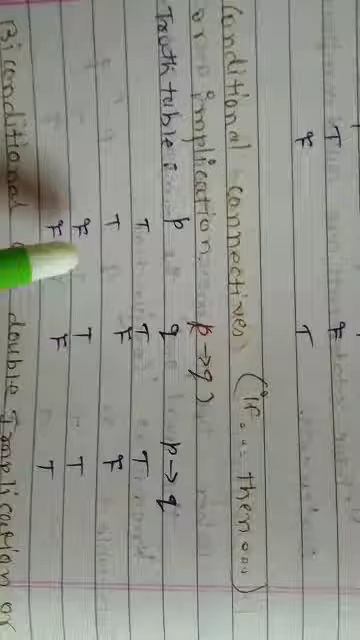 T F
F T
Conditional connectives (if... then...)
or implication p→q)
Truth table: p q p→q
T T T
T F F
F T T
F F T
Biconditional double Implication or